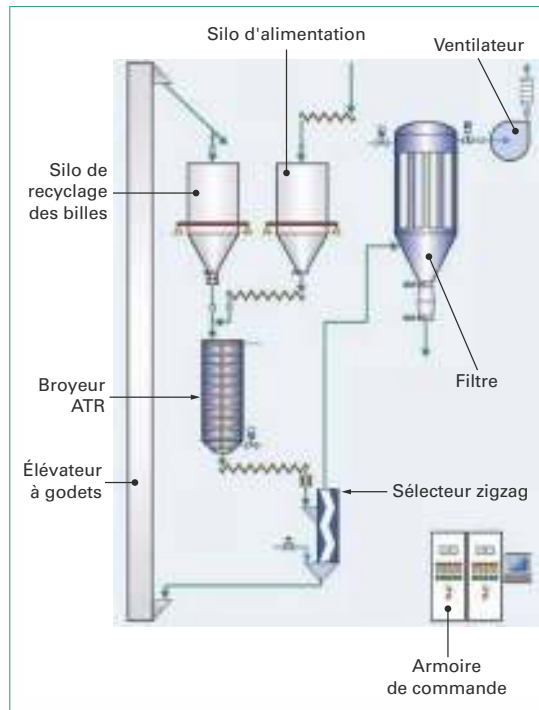 Silo d'alimentation
Ventilateur
Silo de
recyclage
des billes
Broyeur
ATR
Filtre
Élévateur
à godets
Sélecteur zigzag
Armoire
de commande